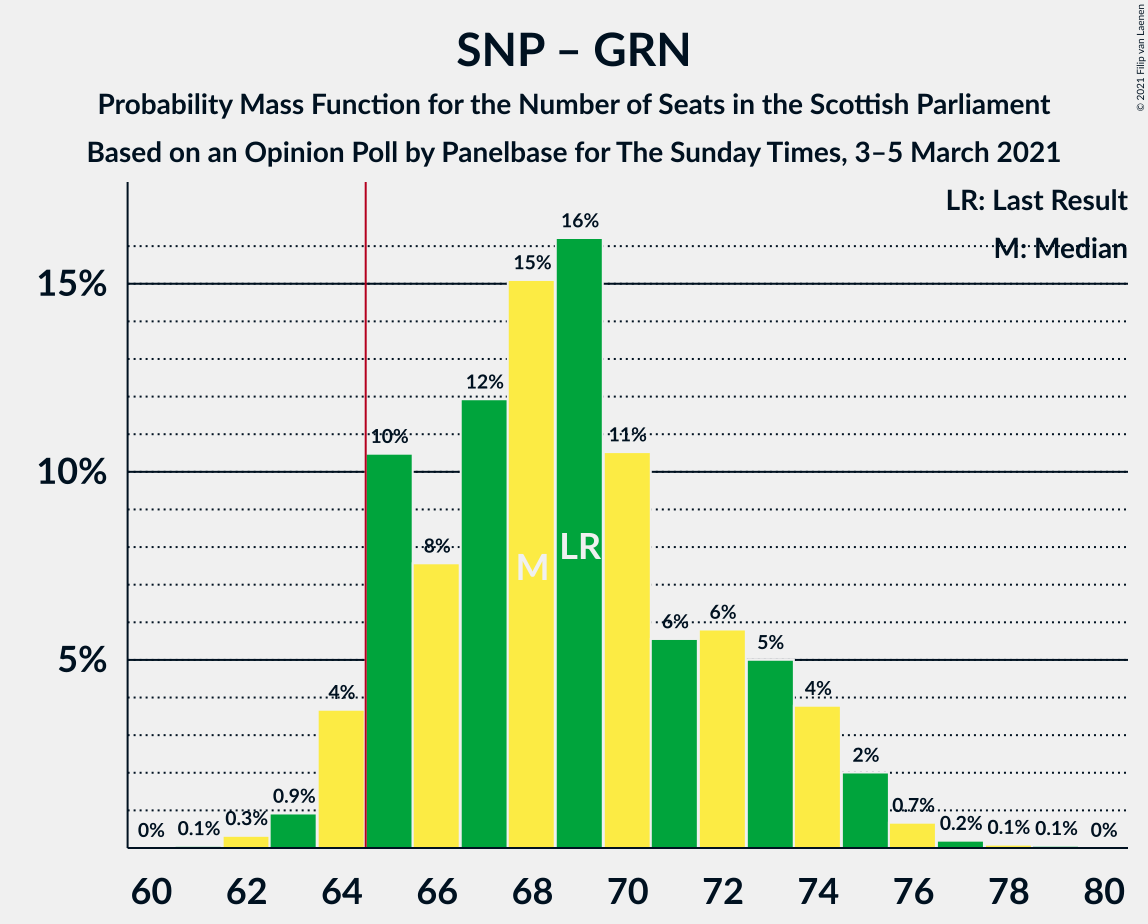 SNP – GRN
Probability Mass Function for the Number of Seats in the Scottish Parliament
Based on an Opinion Poll by Panelbase for The Sunday Times, 3–5 March 2021
© 2021 Filip van Laenen
LR: Last Result
M: Median
15%
10%
5%
0%
0.1%
0.3%
0.9%
4%
10%
8%
12%
15%
16%
11%
6%
6%
5%
4%
2%
0.7%
0.2%
0.1%
0.1%
0%
M
LR
60 62 64 66 68 70 72 74 76 78 80